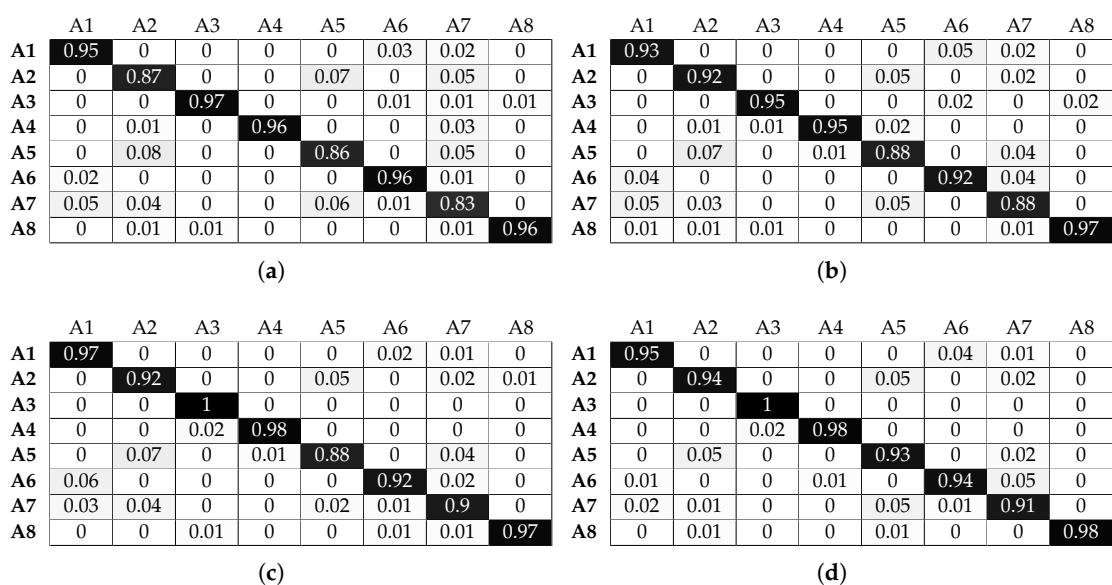 A1 A2 A3 A4 A5 A6 A7 A8
A1 0.95 0 0 0 0 0.03 0.02 0
A2 0 0.87 0 0 0.07 0 0.05 0
A3 0 0 0.97 0 0 0.01 0.01 0.01
A4 0 0.01 0 0.96 0 0 0.03 0
A5 0 0.08 0 0 0.86 0 0.05 0
A6 0.02 0 0 0 0 0.96 0.01 0
A7 0.05 0.04 0 0 0.06 0.01 0.83 0
A8 0 0.01 0.01 0 0 0 0.01 0.96
(a)
A1 A2 A3 A4 A5 A6 A7 A8
A1 0.93 0 0 0 0 0.05 0.02 0
A2 0 0.92 0 0 0.05 0 0.02 0
A3 0 0 0.95 0 0 0.02 0 0.02
A4 0 0.01 0.01 0.95 0.02 0 0 0
A5 0 0.07 0 0.01 0.88 0 0.04 0
A6 0.04 0 0 0 0 0.92 0.04 0
A7 0.05 0.03 0 0 0.05 0 0.88 0
A8 0.01 0.01 0.01 0 0 0 0.01 0.97
(b)
A1 A2 A3 A4 A5 A6 A7 A8
A1 0.97 0 0 0 0 0.02 0.01 0
A2 0 0.92 0 0 0.05 0 0.02 0.01
A3 0 0 1 0 0 0 0 0
A4 0 0 0.02 0.98 0 0 0 0
A5 0 0.07 0 0.01 0.88 0 0.04 0
A6 0.06 0 0 0 0 0.92 0.02 0
A7 0.03 0.04 0 0 0.02 0.01 0.9 0
A8 0 0 0.01 0 0 0.01 0.01 0.97
(c)
A1 A2 A3 A4 A5 A6 A7 A8
A1 0.95 0 0 0 0 0.04 0.01 0
A2 0 0.94 0 0 0.05 0 0.02 0
A3 0 0 1 0 0 0 0 0
A4 0 0 0.02 0.98 0 0 0 0
A5 0 0.05 0 0 0.93 0 0.02 0
A6 0.01 0 0 0.01 0 0.94 0.05 0
A7 0.02 0.01 0 0 0.05 0.01 0.91 0
A8 0 0.01 0 0 0.01 0 0 0.98
(d)